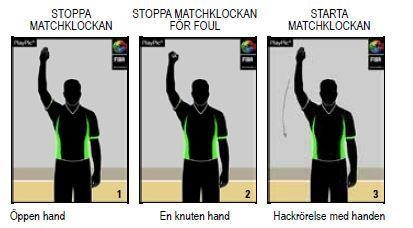 STOPPA
MATCHKLOCKAN
STOPPA MATCHKLOCKAN
FÖR FOUL
STARTA
MATCHKLOCKAN
PlayPic®
FIBA
1
PlayPic®
FIBA
2
PlayPic®
FIBA
3
Öppen hand
En knuten hand
Hackrörelse med handen